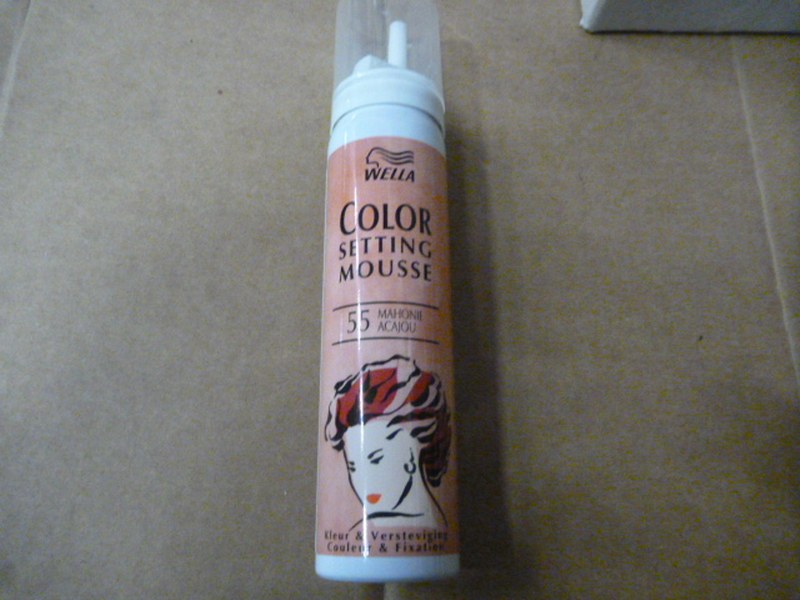 WELLA
COLOR
SETTING
MOUSSE
55 MAHONIE
ACAJOU
Kleur & Versteviging
Couleur & Fixation